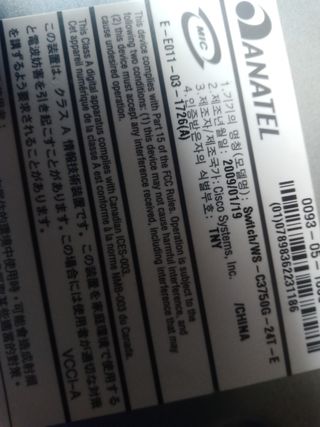 ANATEL
0093-05-
(01)07898362231186
MIC
1.기기의 명칭(모델명): Switch/WS-C3750G-24T-E
2.제조년월일: 2009/01/19
3.제조자/제조국가: Cisco Systems, Inc. /CHINA
4.인증받은자의 식별부호: TNY
E-E011-03-1726(A)
This device complies with Part 15 of the FCC Rules. Operation is subject to the
following two conditions: (1) this device may not cause harmful interference, and
(2) this device must accept any interference received, including interference that may
cause undesired operation.
This Class A digital apparatus complies with Canadian ICES-003.
Cet appareil numérique de la classe A est conforme à la norme NMB-003 du Canada.
この装置は、クラスA情報技術装置です。この装置を家庭環境で使用する
と電波妨害を引き起こすことがあります。この場合には使用者が適切な対策
を講ずるよう要求されることがあります。
VCCI-A